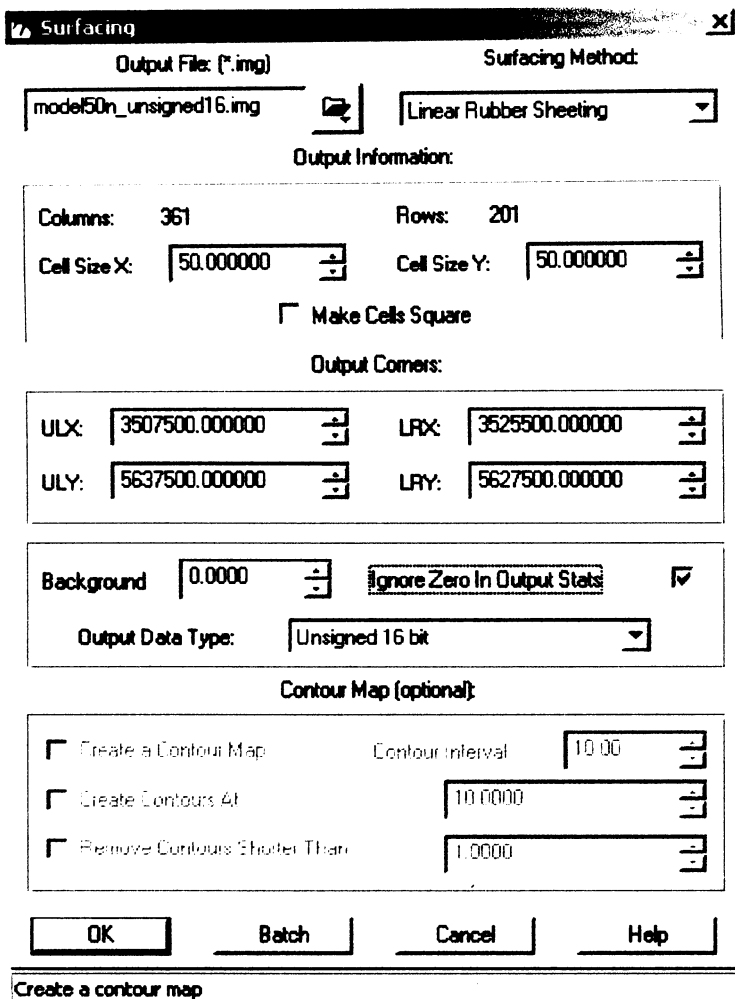 Surfacing
Output File: (*.img) Surfacing Method:
model50n_unsigned16.img Linear Rubber Sheeting
Output Information:
Columns: 361 Rows: 201
Cell Size X: 50.000000 Cell Size Y: 50.000000
Make Cells Square
Output Corners:
ULX: 3507500.000000 LRX: 3525500.000000
ULY: 5637500.000000 LRY: 5627500.000000
Background 0.0000 Ignore Zero In Output Stats
Output Data Type: Unsigned 16 bit
Contour Map (optional):
Create a Contour Map Contour Interval 10.00
Create Contours At 10.0000
Remove Contours Shorter Than 1.0000
OK Batch Cancel Help
Create a contour map